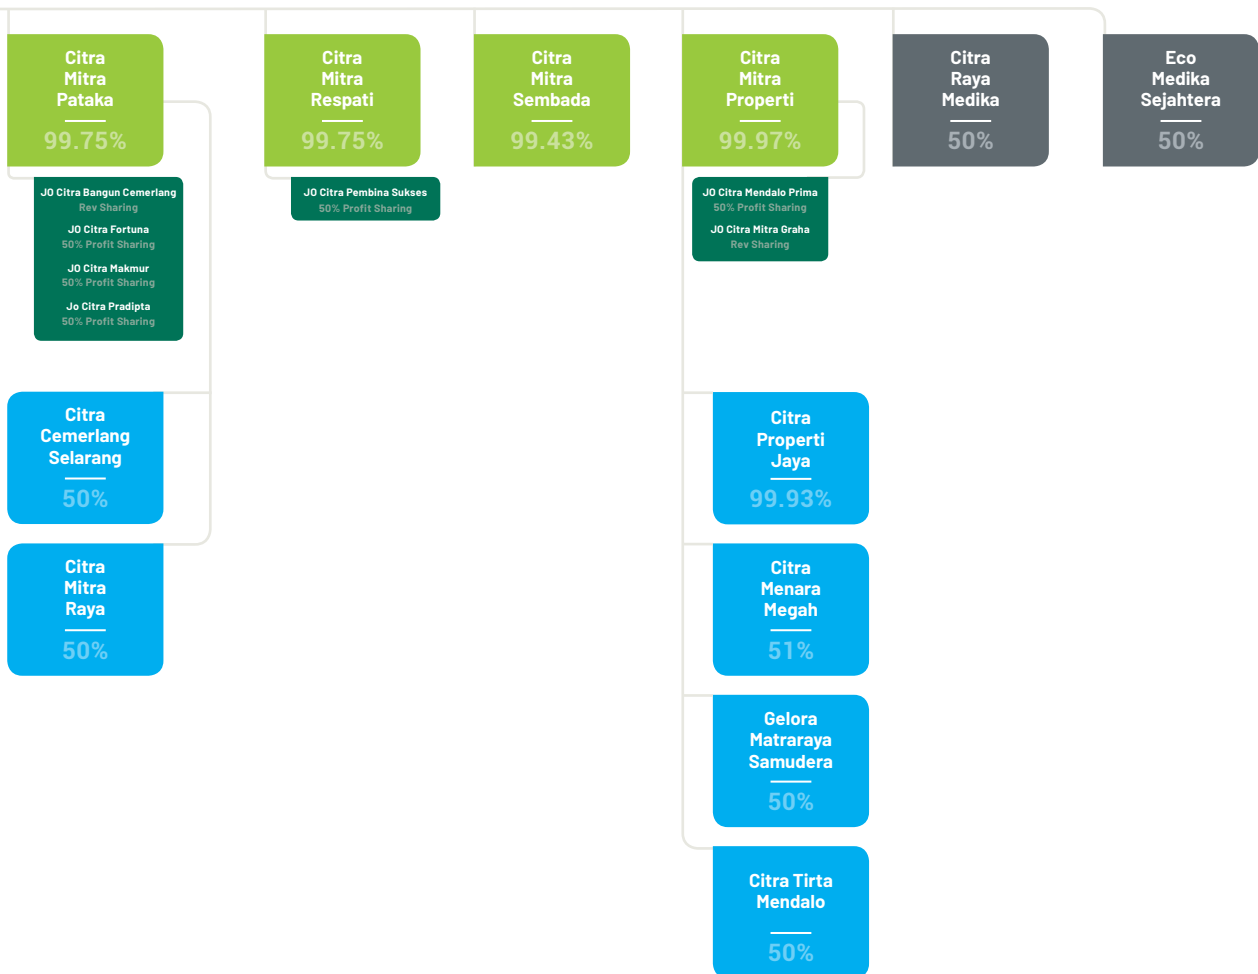 Citra
Mitra
Pataka
99.75%
Citra
Mitra
Respati
99.75%
Citra
Mitra
Sembada
99.43%
Citra
Mitra
Properti
99.97%
Citra
Raya
Medika
50%
Eco
Medika
Sejahtera
50%
JO Citra Bangun Cemerlang
Rev Sharing
JO Citra Fortuna
50% Profit Sharing
JO Citra Makmur
50% Profit Sharing
Jo Citra Pradipta
50% Profit Sharing
JO Citra Pembina Sukses
50% Profit Sharing
JO Citra Mendalo Prima
50% Profit Sharing
JO Citra Mitra Graha
Rev Sharing
Citra
Cemerlang
Selarang
50%
Citra
Mitra
Raya
50%
Citra
Properti
Jaya
99.93%
Citra
Menara
Megah
51%
Gelora
Matraraya
Samudera
50%
Citra Tirta
Mendalo
50%